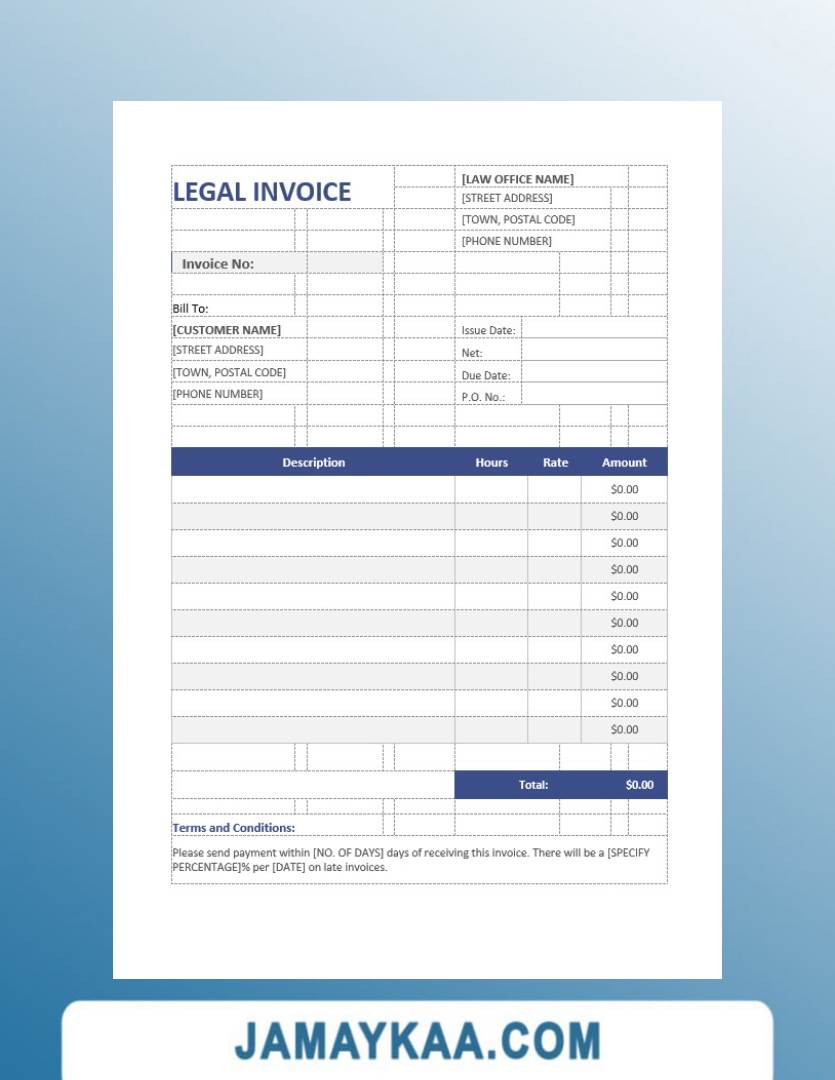 LEGAL INVOICE
[LAW OFFICE NAME]
[STREET ADDRESS]
[TOWN, POSTAL CODE]
[PHONE NUMBER]
Invoice No:
Bill To:
[CUSTOMER NAME]
[STREET ADDRESS]
[TOWN, POSTAL CODE]
[PHONE NUMBER]
Issue Date:
Net:
Due Date:
P.O. No.:
Description Hours Rate Amount
$0.00
$0.00
$0.00
$0.00
$0.00
$0.00
$0.00
$0.00
$0.00
$0.00
Total: $0.00
Terms and Conditions:
Please send payment within [NO. OF DAYS] days of receiving this invoice. There will be a [SPECIFY
PERCENTAGE]% per [DATE] on late invoices.
JAMAYKAA.COM